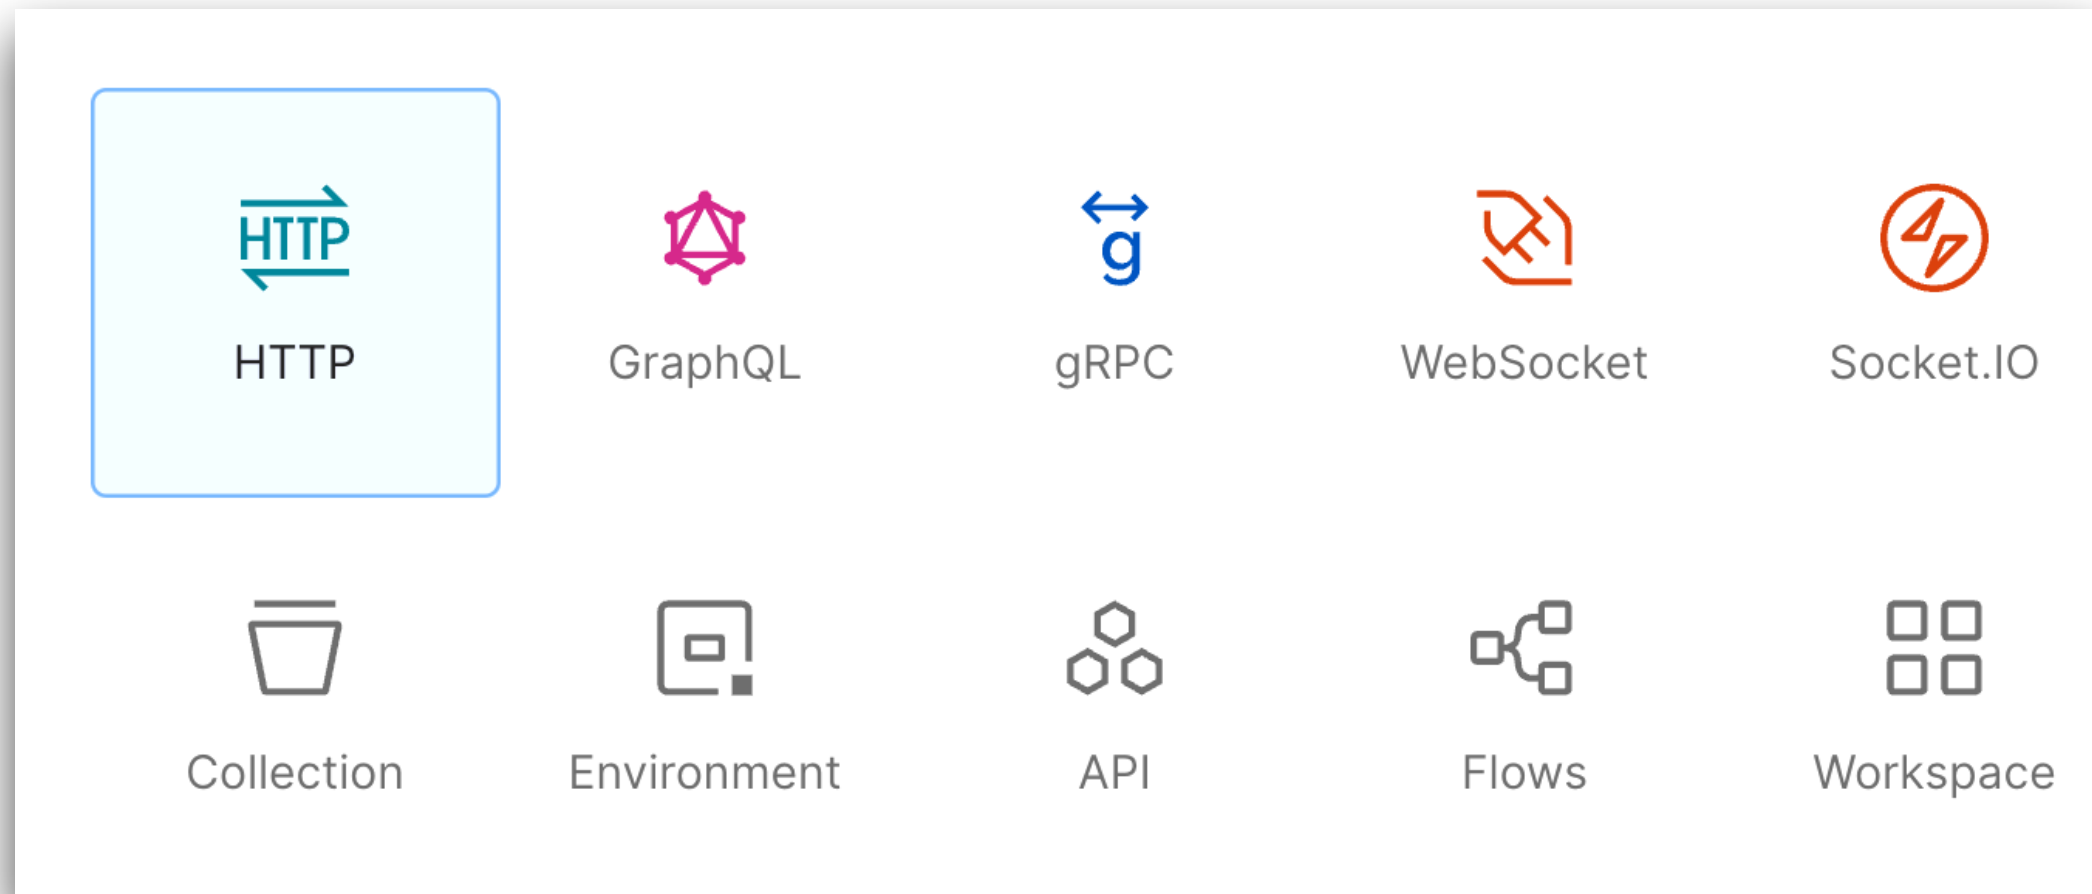 HTTP
HTTP
GraphQL
g
gRPC
WebSocket
Socket.IO
Collection
Environment
API
Flows
Workspace